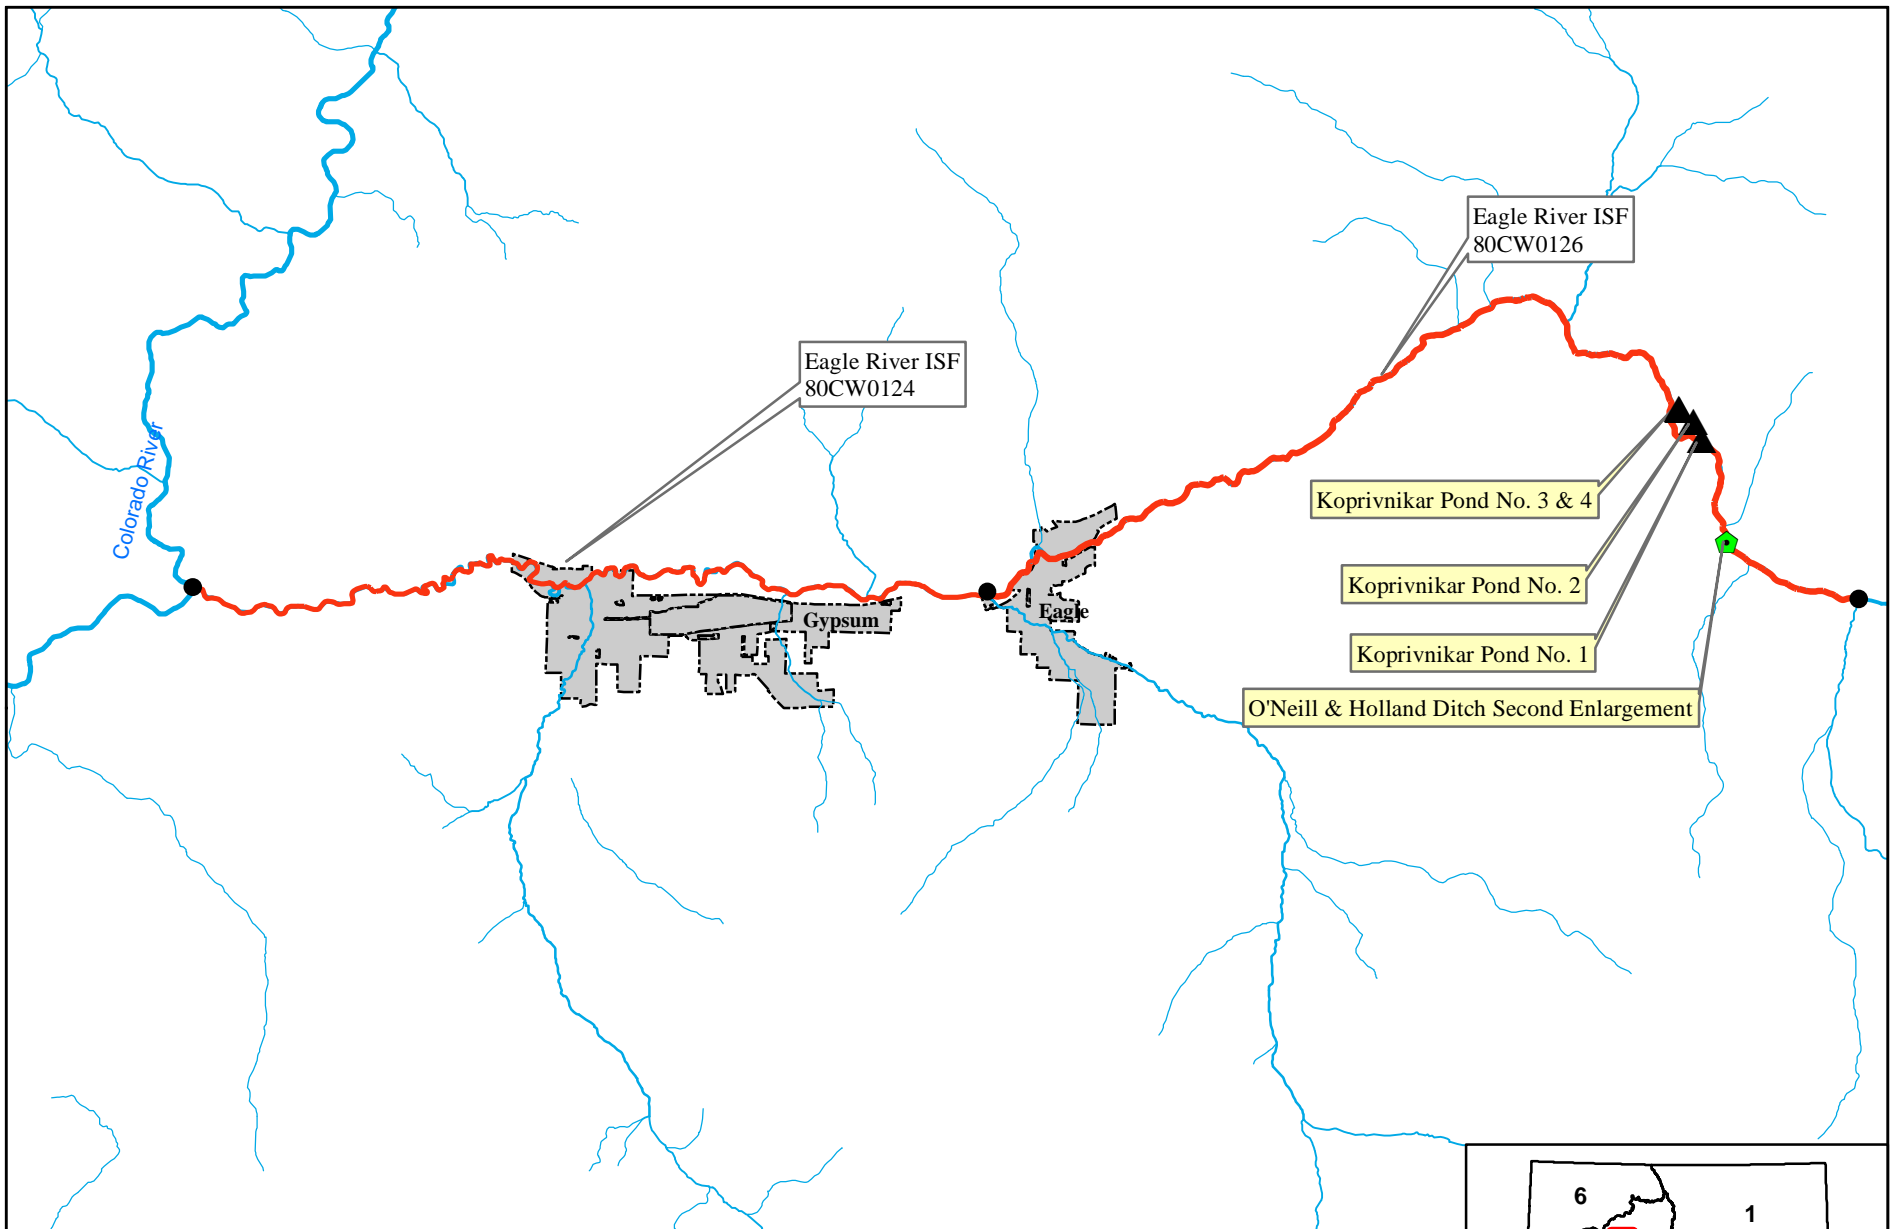 Eagle River ISF
80CW0126
Eagle River ISF
80CW0124
Colorado River
Koprivnikar Pond No. 3 & 4
Koprivnikar Pond No. 2
Gypsum
Eagle
Koprivnikar Pond No. 1
O'Neill & Holland Ditch Second Enlargement
6
1